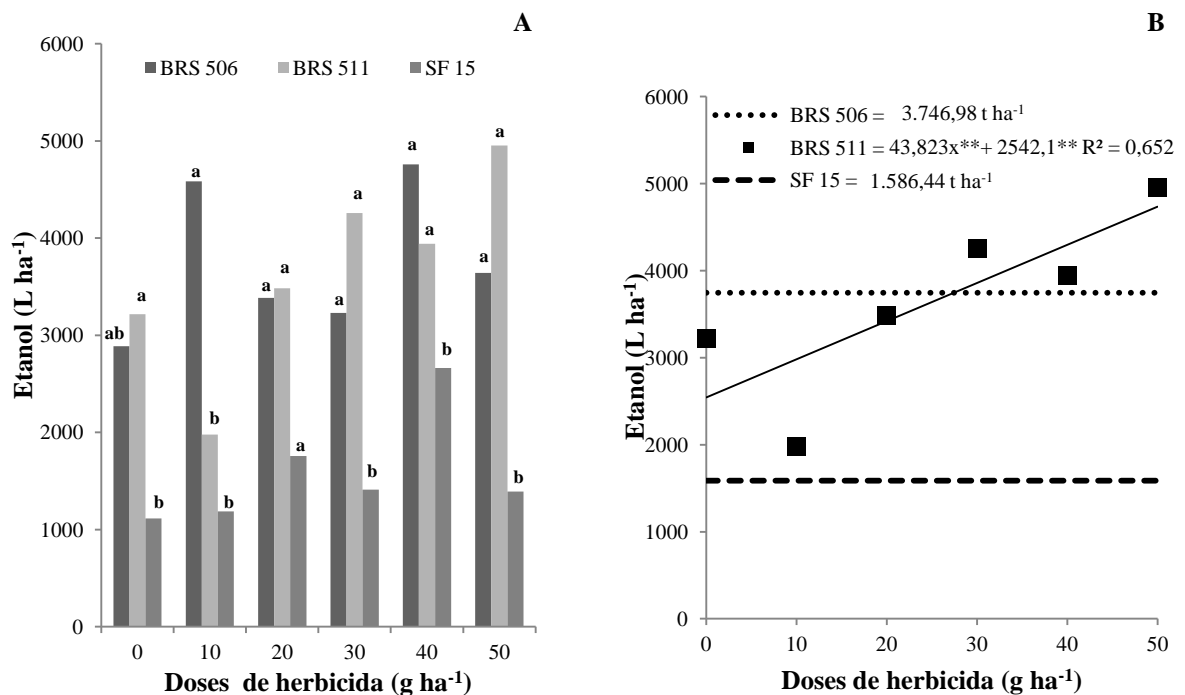 A
6000
BRS 506 BRS 511 SF 15
5000
4000
3000
2000
1000
0
Etanol (L ha⁻¹)
ab a b
a b b
a a a
a a b
a a b
a a b
0 10 20 30 40 50
Doses de herbicida (g ha⁻¹)
B
6000
5000
4000
3000
2000
1000
0
Etanol (L ha⁻¹)
BRS 506 = 3.746,98 t ha⁻¹
BRS 511 = 43,823x**+ 2542,1** R² = 0,652
SF 15 = 1.586,44 t ha⁻¹
0 10 20 30 40 50
Doses de herbicida (g ha⁻¹)